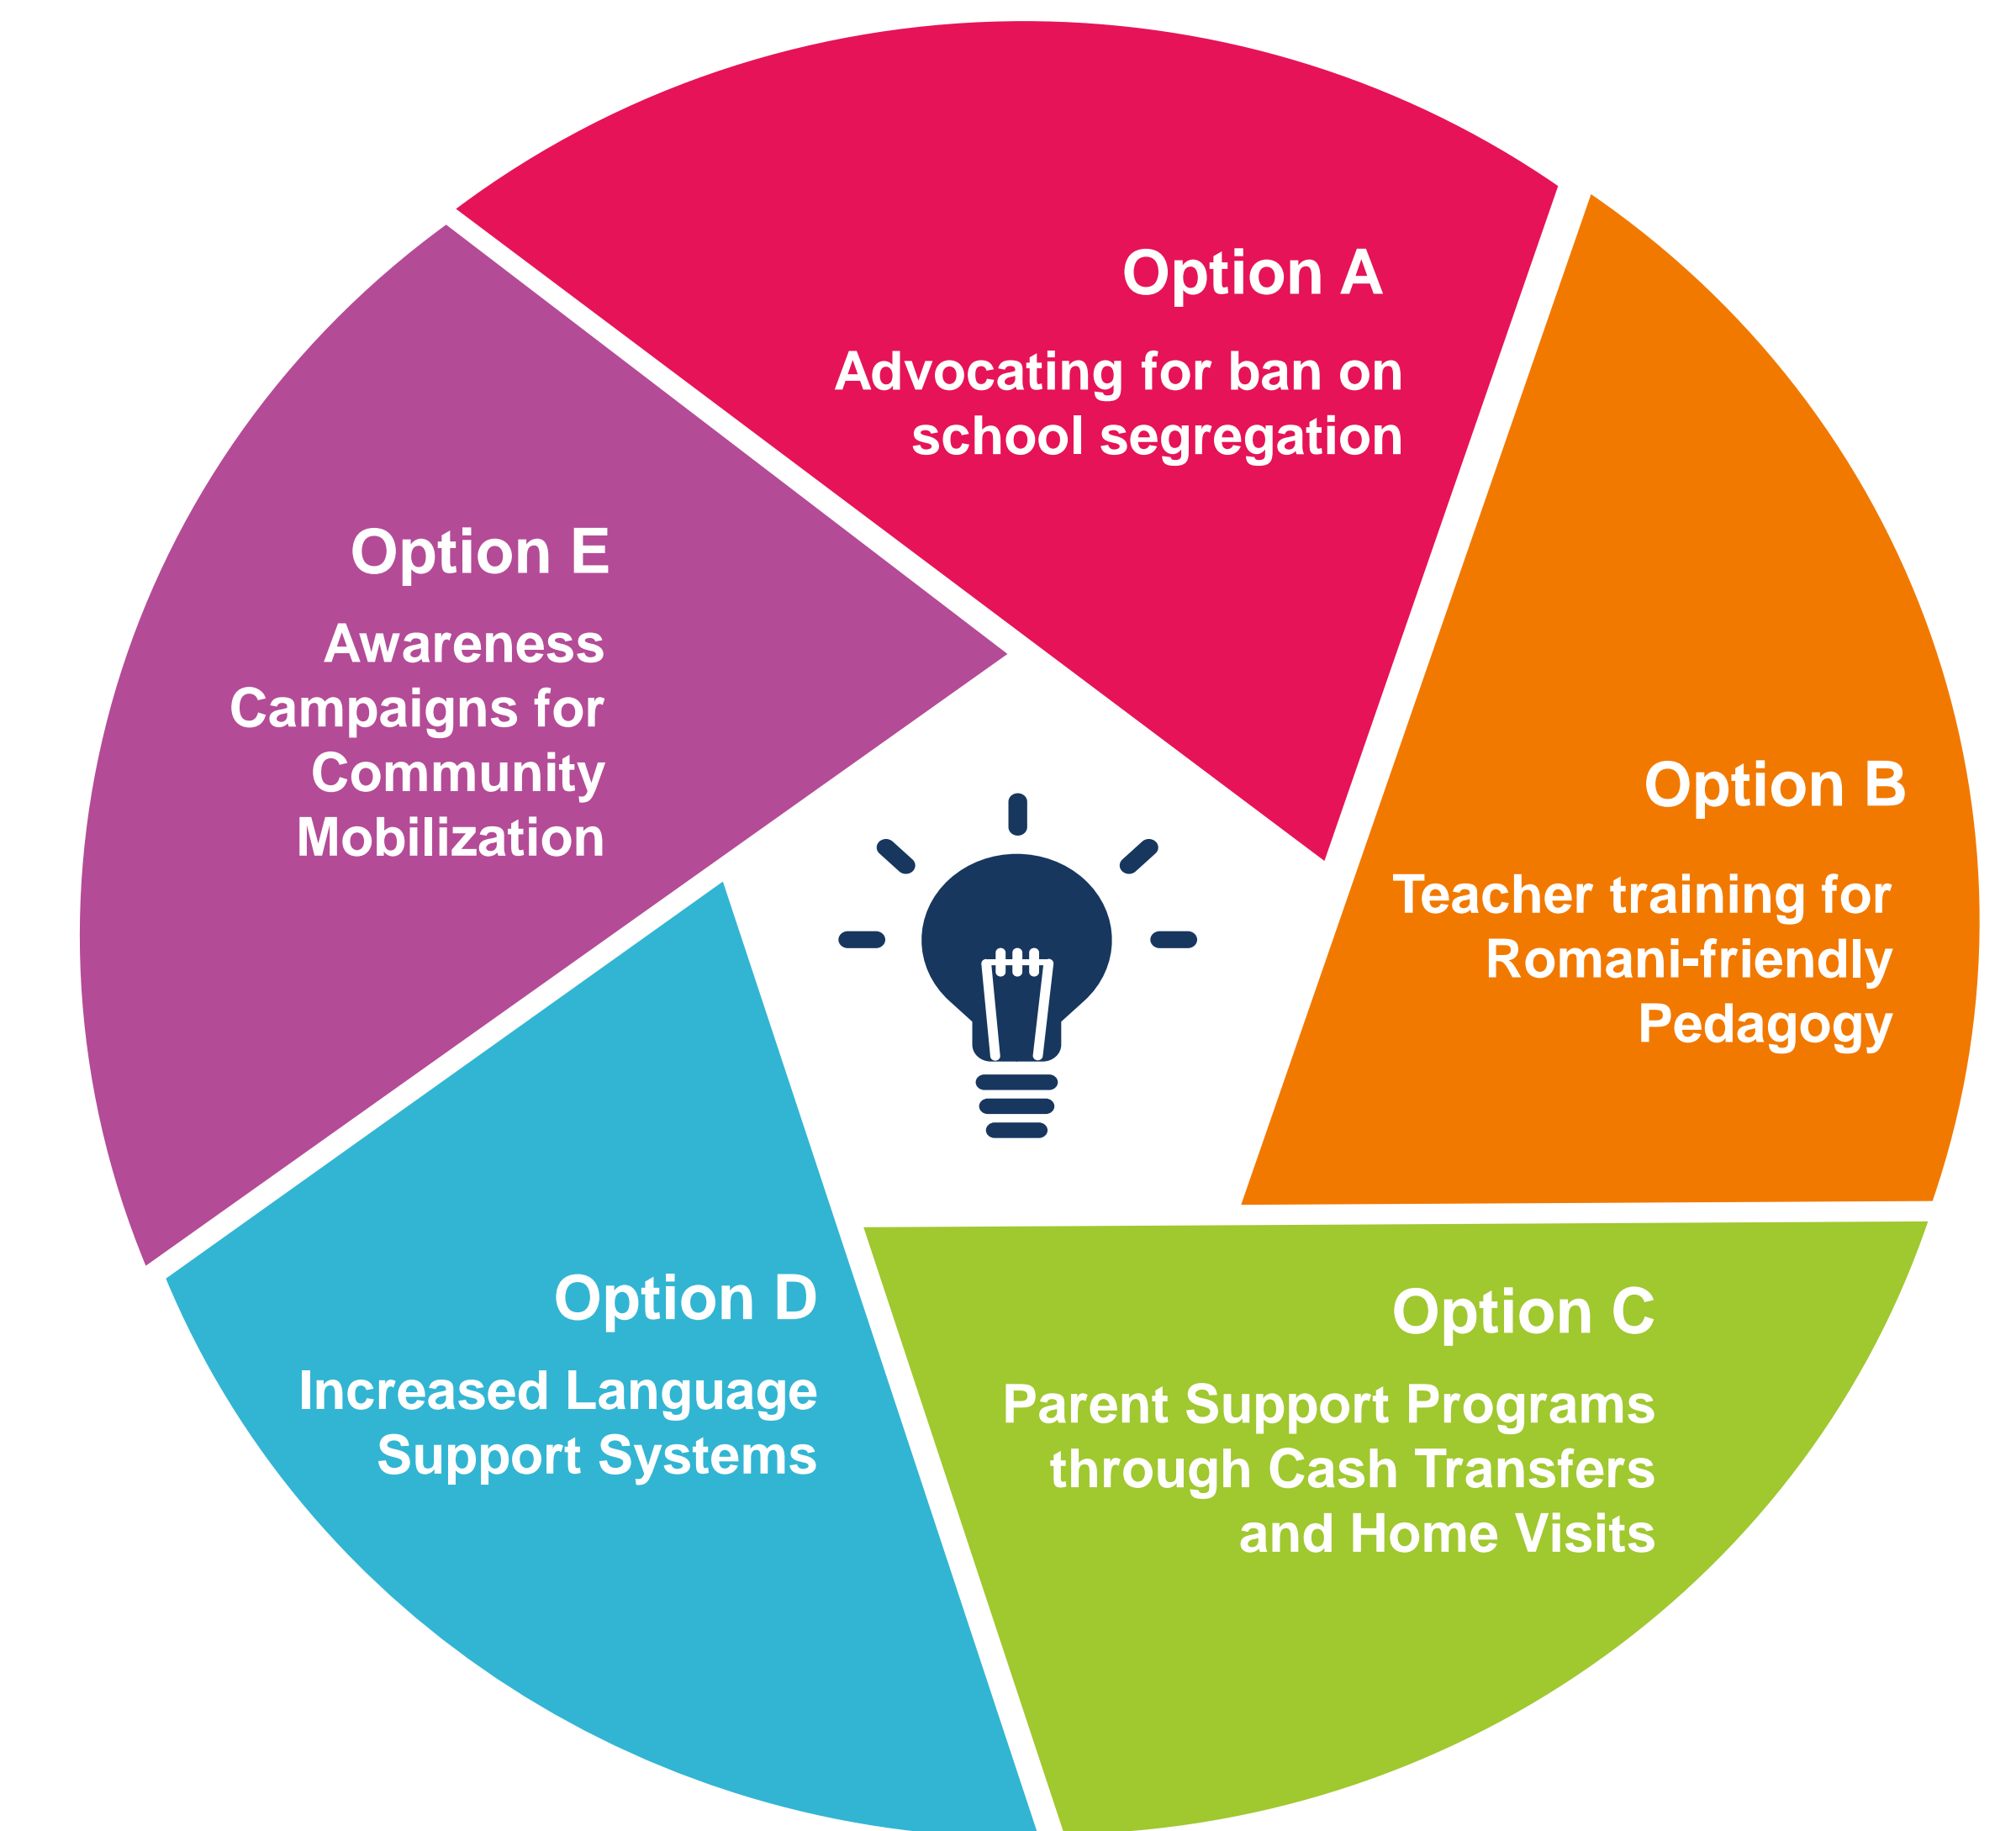 Option A
Advocating for ban on
school segregation
Option B
Teacher training for
Romani-friendly
Pedagogy
Option C
Parent Support Programs
through Cash Transfers
and Home Visits
Option D
Increased Language
Support Systems
Option E
Awareness
Campaigns for
Community
Mobilization